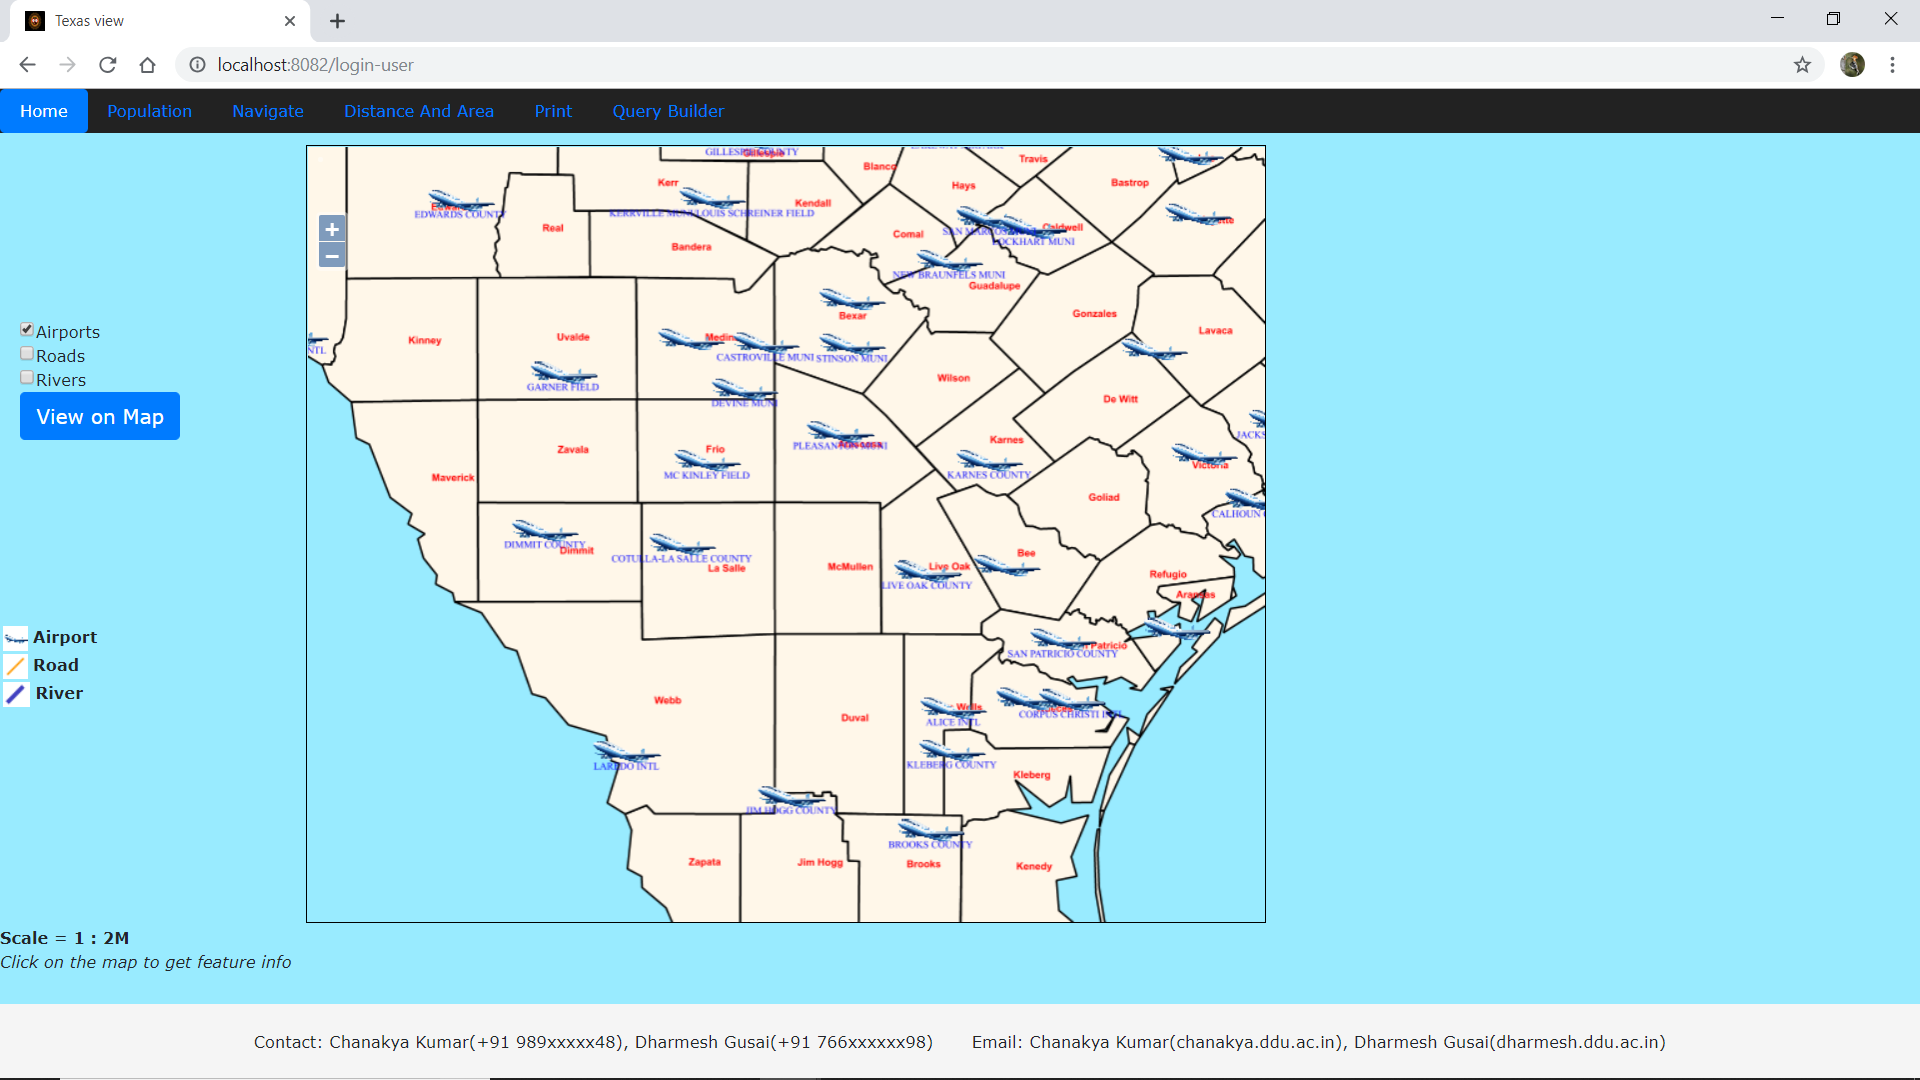 Texas view
localhost:8082/login-user
Home Population Navigate Distance And Area Print Query Builder
GILLESPIE COUNTY
Travis
Blanco
Kerr
Hays
Bastrop
Kendall
EDWARDS COUNTY
KERRVILLE MUNI/LOUIS SCHREINER FIELD
Real
Comal
Caldwell
SAN MARCOS
LOCKHART MUNI
Bandera
NEW BRAUNFELS MUNI
Guadalupe
+
−
Bexar
Gonzales
Lavaca
Airports
Roads
Rivers
View on Map
Kinney
Uvalde
Medina
NTL
CASTROVILLE MUNI
STINSON MUNI
GARNER FIELD
Wilson
DEVINE MUNI
De Witt
JACKS
PLEASANTON MUNI
Karnes
Zavala
Frio
Victoria
MC KINLEY FIELD
KARNES COUNTY
Maverick
Goliad
CALHOUN
DIMMIT COUNTY
Dimmit
COTULLA-LA SALLE COUNTY
La Salle
McMullen
Live Oak
Bee
LIVE OAK COUNTY
Refugio
Aransas
Airport
Road
River
Patricio
SAN PATRICIO COUNTY
Webb
Duval
Wells
ALICE INTL
CORPUS CHRISTI INTL
LAREDO INTL
KLEBERG COUNTY
Kleberg
JIM HOGG COUNTY
BROOKS COUNTY
Zapata
Jim Hogg
Brooks
Kenedy
Scale = 1 : 2M
Click on the map to get feature info
Contact: Chanakya Kumar(+91 989xxxxx48), Dharmesh Gusai(+91 766xxxxxx98) Email: Chanakya Kumar(chanakya.ddu.ac.in), Dharmesh Gusai(dharmesh.ddu.ac.in)